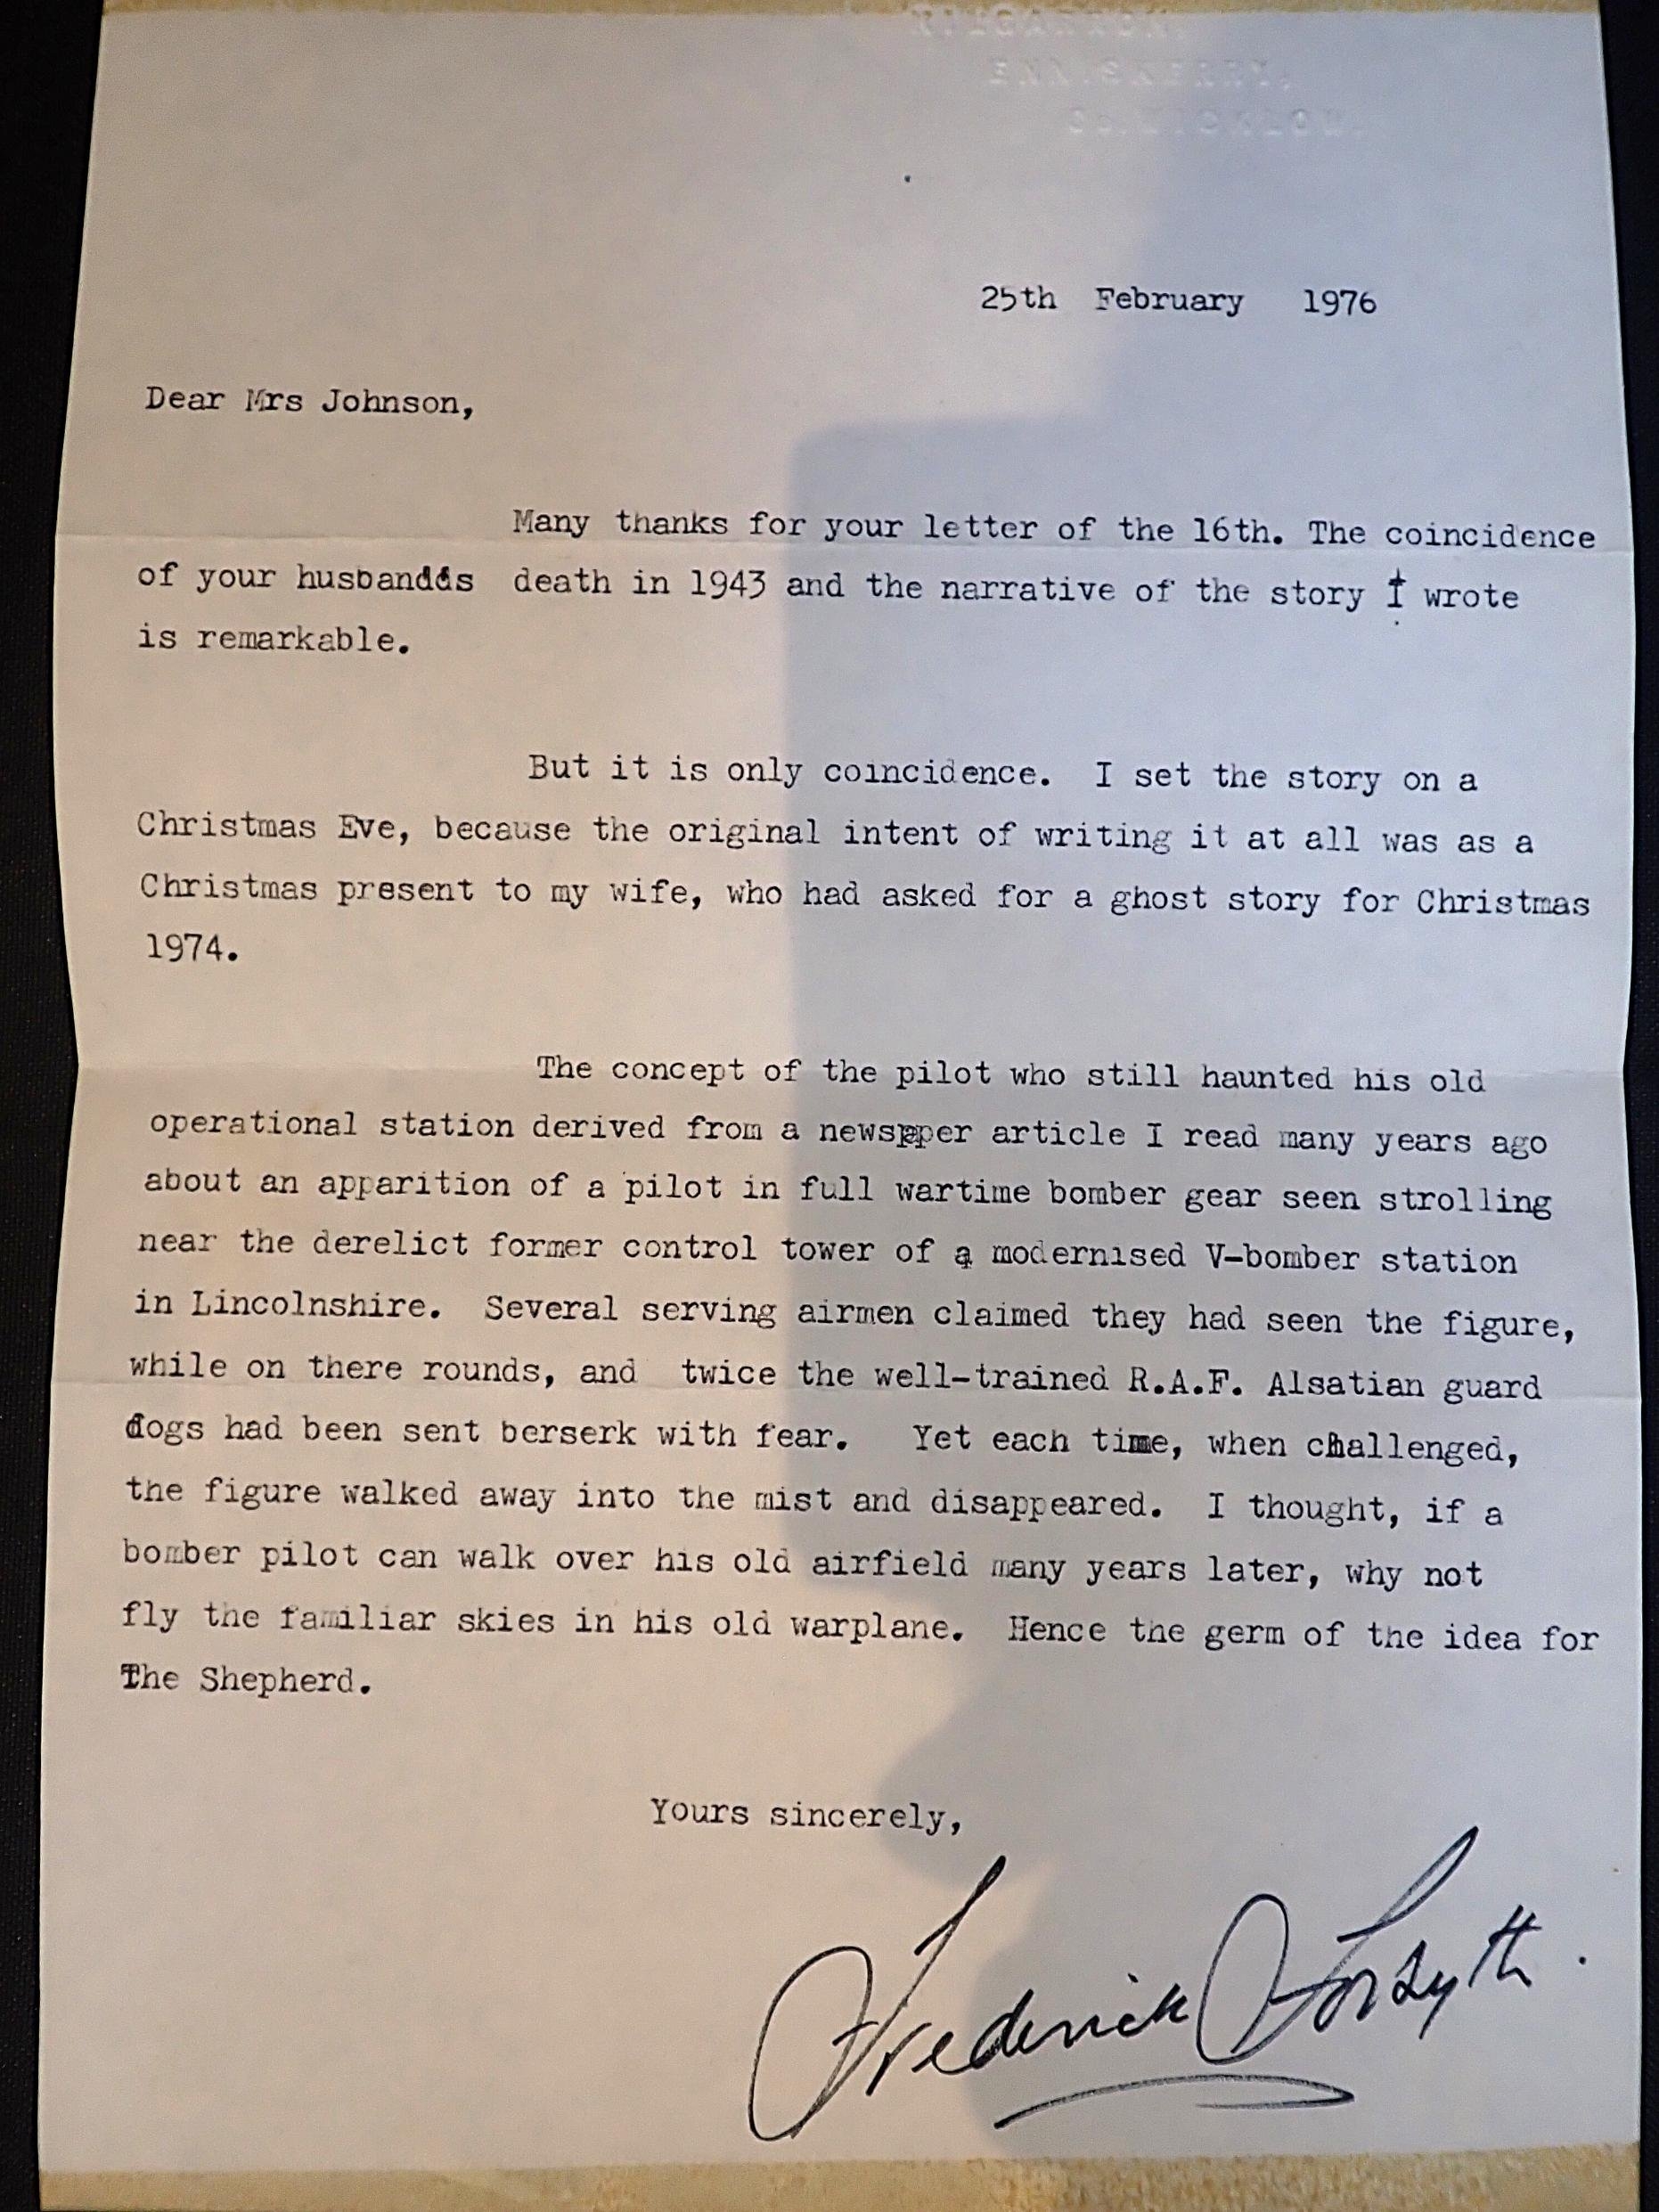 25th February 1976
Dear Mrs Johnson,
Many thanks for your letter of the 16th. The coincidence
of your husbandds death in 1943 and the narrative of the story I wrote
is remarkable.
But it is only coincidence. I set the story on a
Christmas Eve, because the original intent of writing it at all was as a
Christmas present to my wife, who had asked for a ghost story for Christmas
1974.
The concept of the pilot who still haunted his old
operational station derived from a newspaper article I read many years ago
about an apparition of a pilot in full wartime bomber gear seen strolling
near the derelict former control tower of a modernised V-bomber station
in Lincolnshire. Several serving airmen claimed they had seen the figure,
while on there rounds, and twice the well-trained R.A.F. Alsatian guard
dogs had been sent berserk with fear. Yet each time, when challenged,
the figure walked away into the mist and disappeared. I thought, if a
bomber pilot can walk over his old airfield many years later, why not
fly the familiar skies in his old warplane. Hence the germ of the idea for
The Shepherd.
Yours sincerely,
Frederick Forsyth.